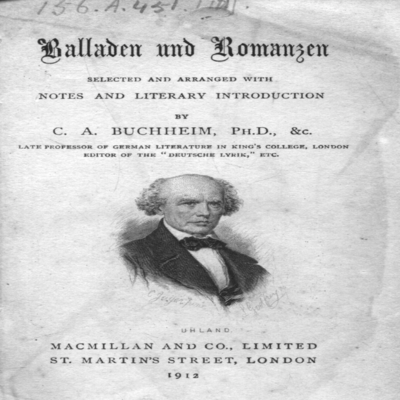 156.A.451.
Balladen und Romanzen
SELECTED AND ARRANGED WITH
NOTES AND LITERARY INTRODUCTION
BY
C. A. BUCHHEIM, PH.D., &c.
LATE PROFESSOR OF GERMAN LITERATURE IN KING'S COLLEGE, LONDON
EDITOR OF THE "DEUTSCHE LYRIK," ETC.
UHLAND.
MACMILLAN AND CO., LIMITED
ST. MARTIN'S STREET, LONDON
1912